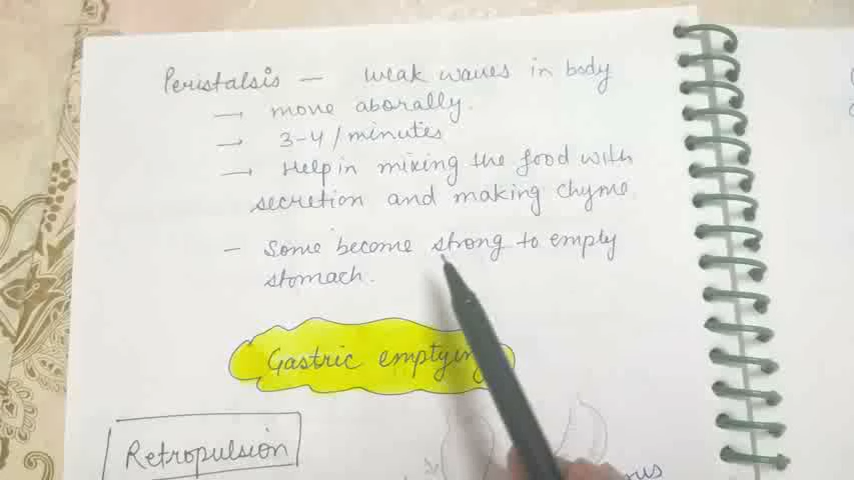 Peristalsis — weak waves in body
→ move aborally.
→ 3-4/minutes
→ Help in mixing the food with
secretion and making chyme
- Some become strong to empty
stomach.
Gastric emptying
Retropulsion